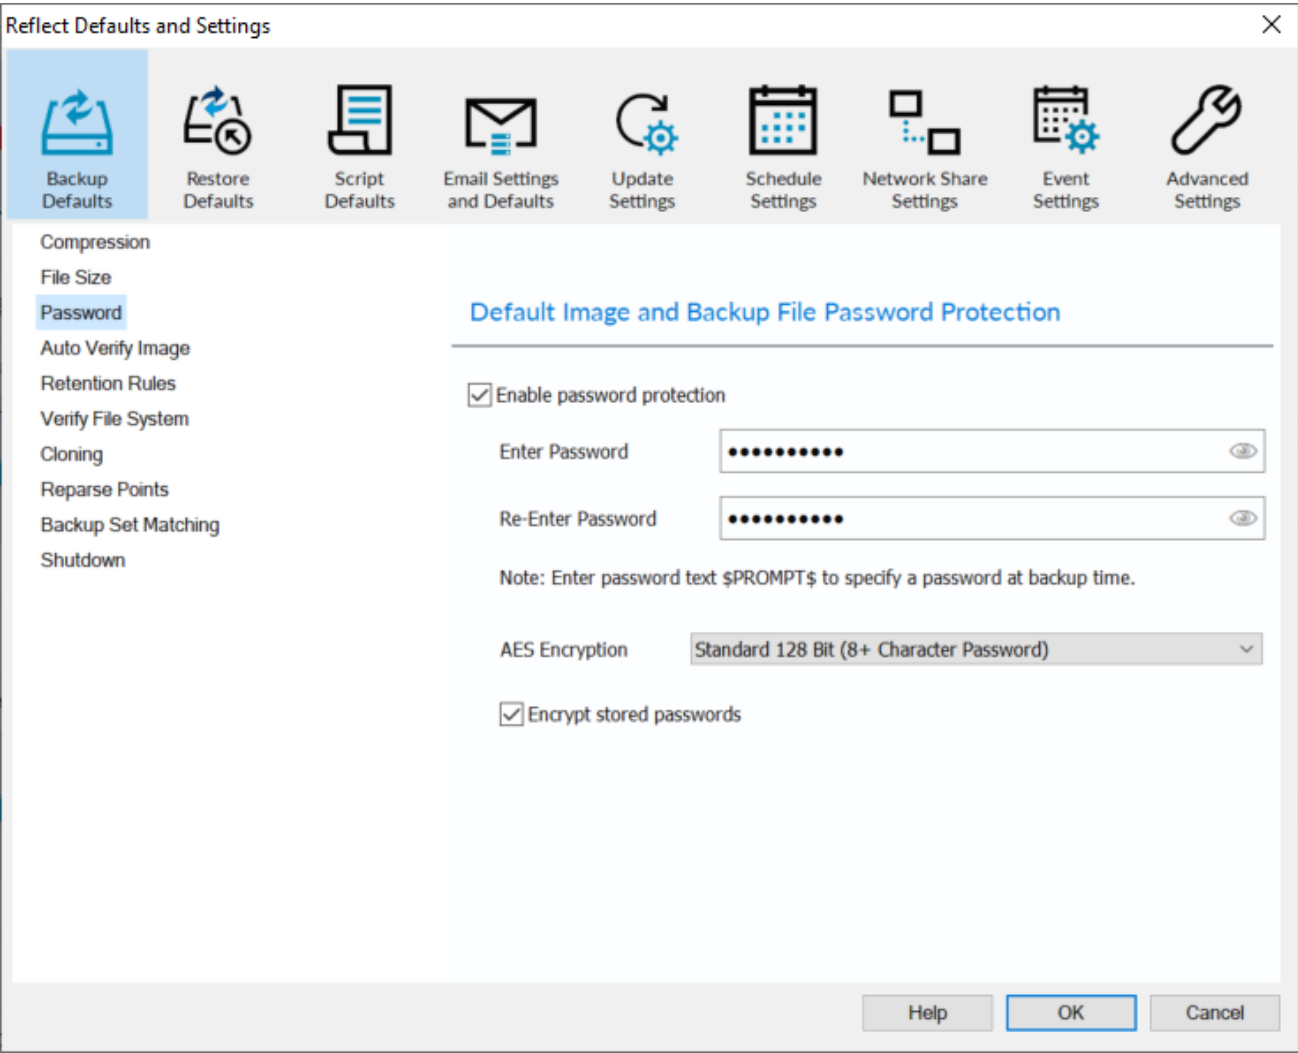 Reflect Defaults and Settings
Backup
Defaults
Restore
Defaults
Script
Defaults
Email Settings
and Defaults
Update
Settings
Schedule
Settings
Network Share
Settings
Event
Settings
Advanced
Settings
Compression
File Size
Password
Auto Verify Image
Retention Rules
Verify File System
Cloning
Reparse Points
Backup Set Matching
Shutdown
Default Image and Backup File Password Protection
Enable password protection
Enter Password ●●●●●●●●●●
Re-Enter Password ●●●●●●●●●●
Note: Enter password text $PROMPT$ to specify a password at backup time.
AES Encryption Standard 128 Bit (8+ Character Password)
Encrypt stored passwords
Help OK Cancel